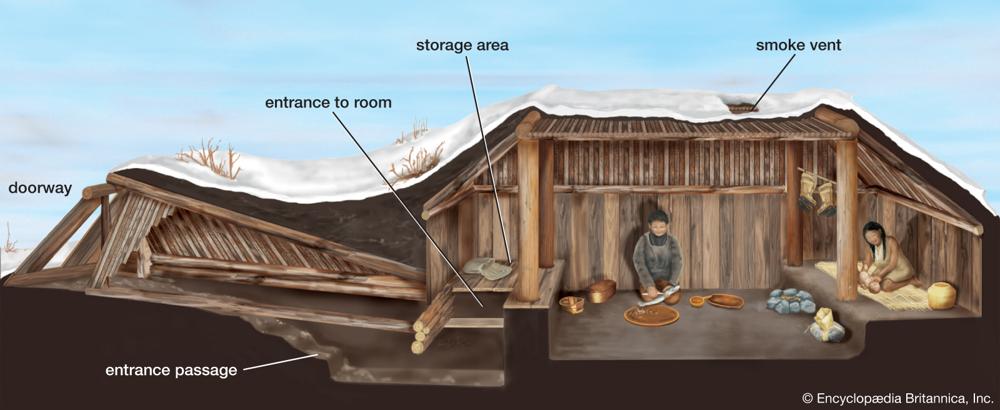 storage area
smoke vent
entrance to room
doorway
entrance passage
© Encyclopædia Britannica, Inc.